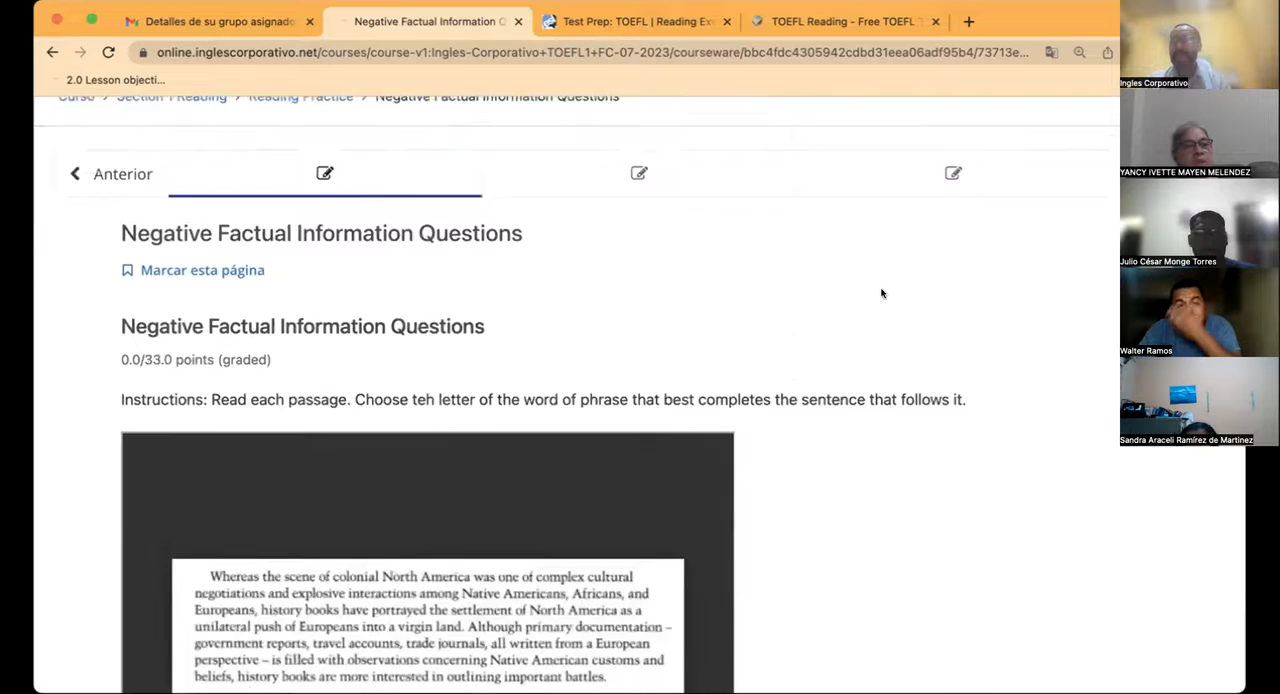 Detalles de su grupo asignado
Negative Factual Information Q
Test Prep: TOEFL | Reading Ex
TOEFL Reading - Free TOEFL
online.inglescorporativo.net/courses/course-v1:Ingles-Corporativo+TOEFL1+FC-07-2023/courseware/bbc4fdc4305942cdbd31eea06adf95b4/73713e...
2.0 Lesson objecti...
Curso > Section 1 Reading > Reading Practice > Negative Factual Information Questions
Anterior
Negative Factual Information Questions
Marcar esta página
Negative Factual Information Questions
0.0/33.0 points (graded)
Instructions: Read each passage. Choose teh letter of the word of phrase that best completes the sentence that follows it.
Whereas the scene of colonial North America was one of complex cultural
negotiations and explosive interactions among Native Americans, Africans, and
Europeans, history books have portrayed the settlement of North America as a
unilateral push of Europeans into a virgin land. Although primary documentation –
government reports, travel accounts, trade journals, all written from a European
perspective – is filled with observations concerning Native American customs and
beliefs, history books are more interested in outlining important battles.
Ingles Corporativo
YANCY IVETTE MAYEN MELENDEZ
Julio César Monge Torres
Walter Ramos
Sandra Araceli Ramírez de Martínez